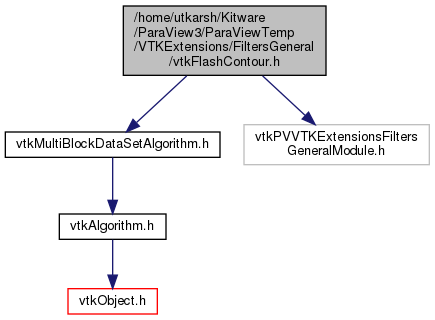 /home/utkarsh/Kitware
/ParaView3/ParaViewTemp
/VTKExtensions/FiltersGeneral
/vtkFlashContour.h
vtkMultiBlockDataSetAlgorithm.h
vtkPVVTKExtensionsFilters
GeneralModule.h
vtkAlgorithm.h
vtkObject.h